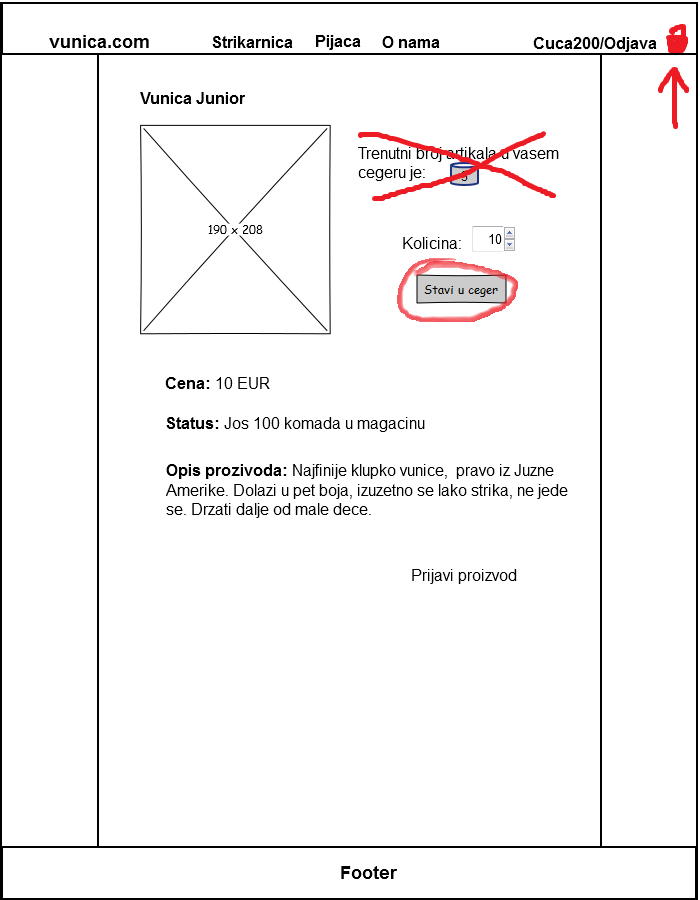 vunica.com Strikarnica Pijaca O nama Cuca200/Odjava
Vunica Junior
190 x 208
Trenutni broj artikala u vasem
cegeru je: 5
Kolicina: 10
Stavi u ceger
Cena: 10 EUR
Status: Jos 100 komada u magacinu
Opis prozivoda: Najfinije klupko vunice, pravo iz Juzne
Amerike. Dolazi u pet boja, izuzetno se lako strika, ne jede
se. Drzati dalje od male dece.
Prijavi proizvod
Footer